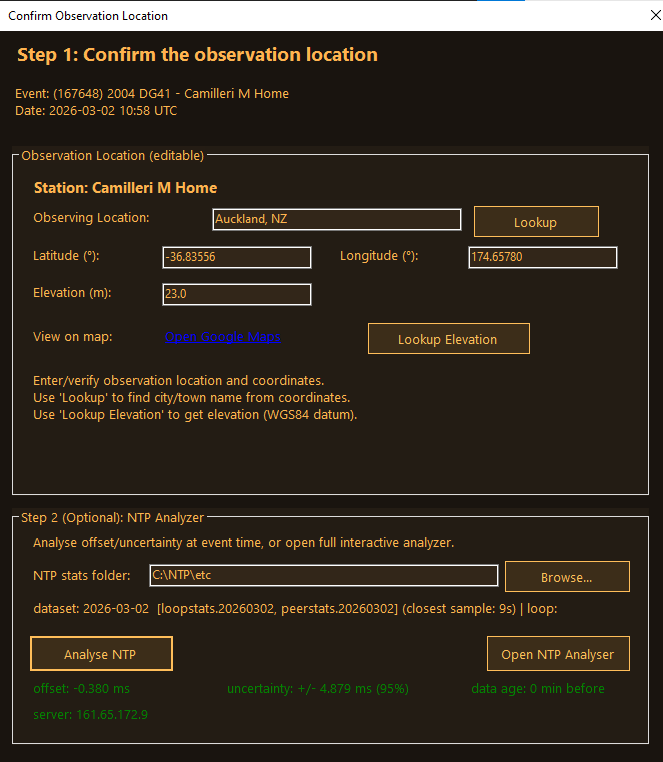 Confirm Observation Location
Step 1: Confirm the observation location
Event: (167648) 2004 DG41 - Camilleri M Home
Date: 2026-03-02 10:58 UTC
Observation Location (editable)
Station: Camilleri M Home
Observing Location: Auckland, NZ Lookup
Latitude (°): -36.83556 Longitude (°): 174.65780
Elevation (m): 23.0
View on map: Open Google Maps Lookup Elevation
Enter/verify observation location and coordinates.
Use 'Lookup' to find city/town name from coordinates.
Use 'Lookup Elevation' to get elevation (WGS84 datum).
Step 2 (Optional): NTP Analyzer
Analyse offset/uncertainty at event time, or open full interactive analyzer.
NTP stats folder: C:\NTP\etc Browse...
dataset: 2026-03-02 [loopstats.20260302, peerstats.20260302] (closest sample: 9s) | loop:
Analyse NTP Open NTP Analyser
offset: -0.380 ms uncertainty: +/- 4.879 ms (95%) data age: 0 min before
server: 161.65.172.9